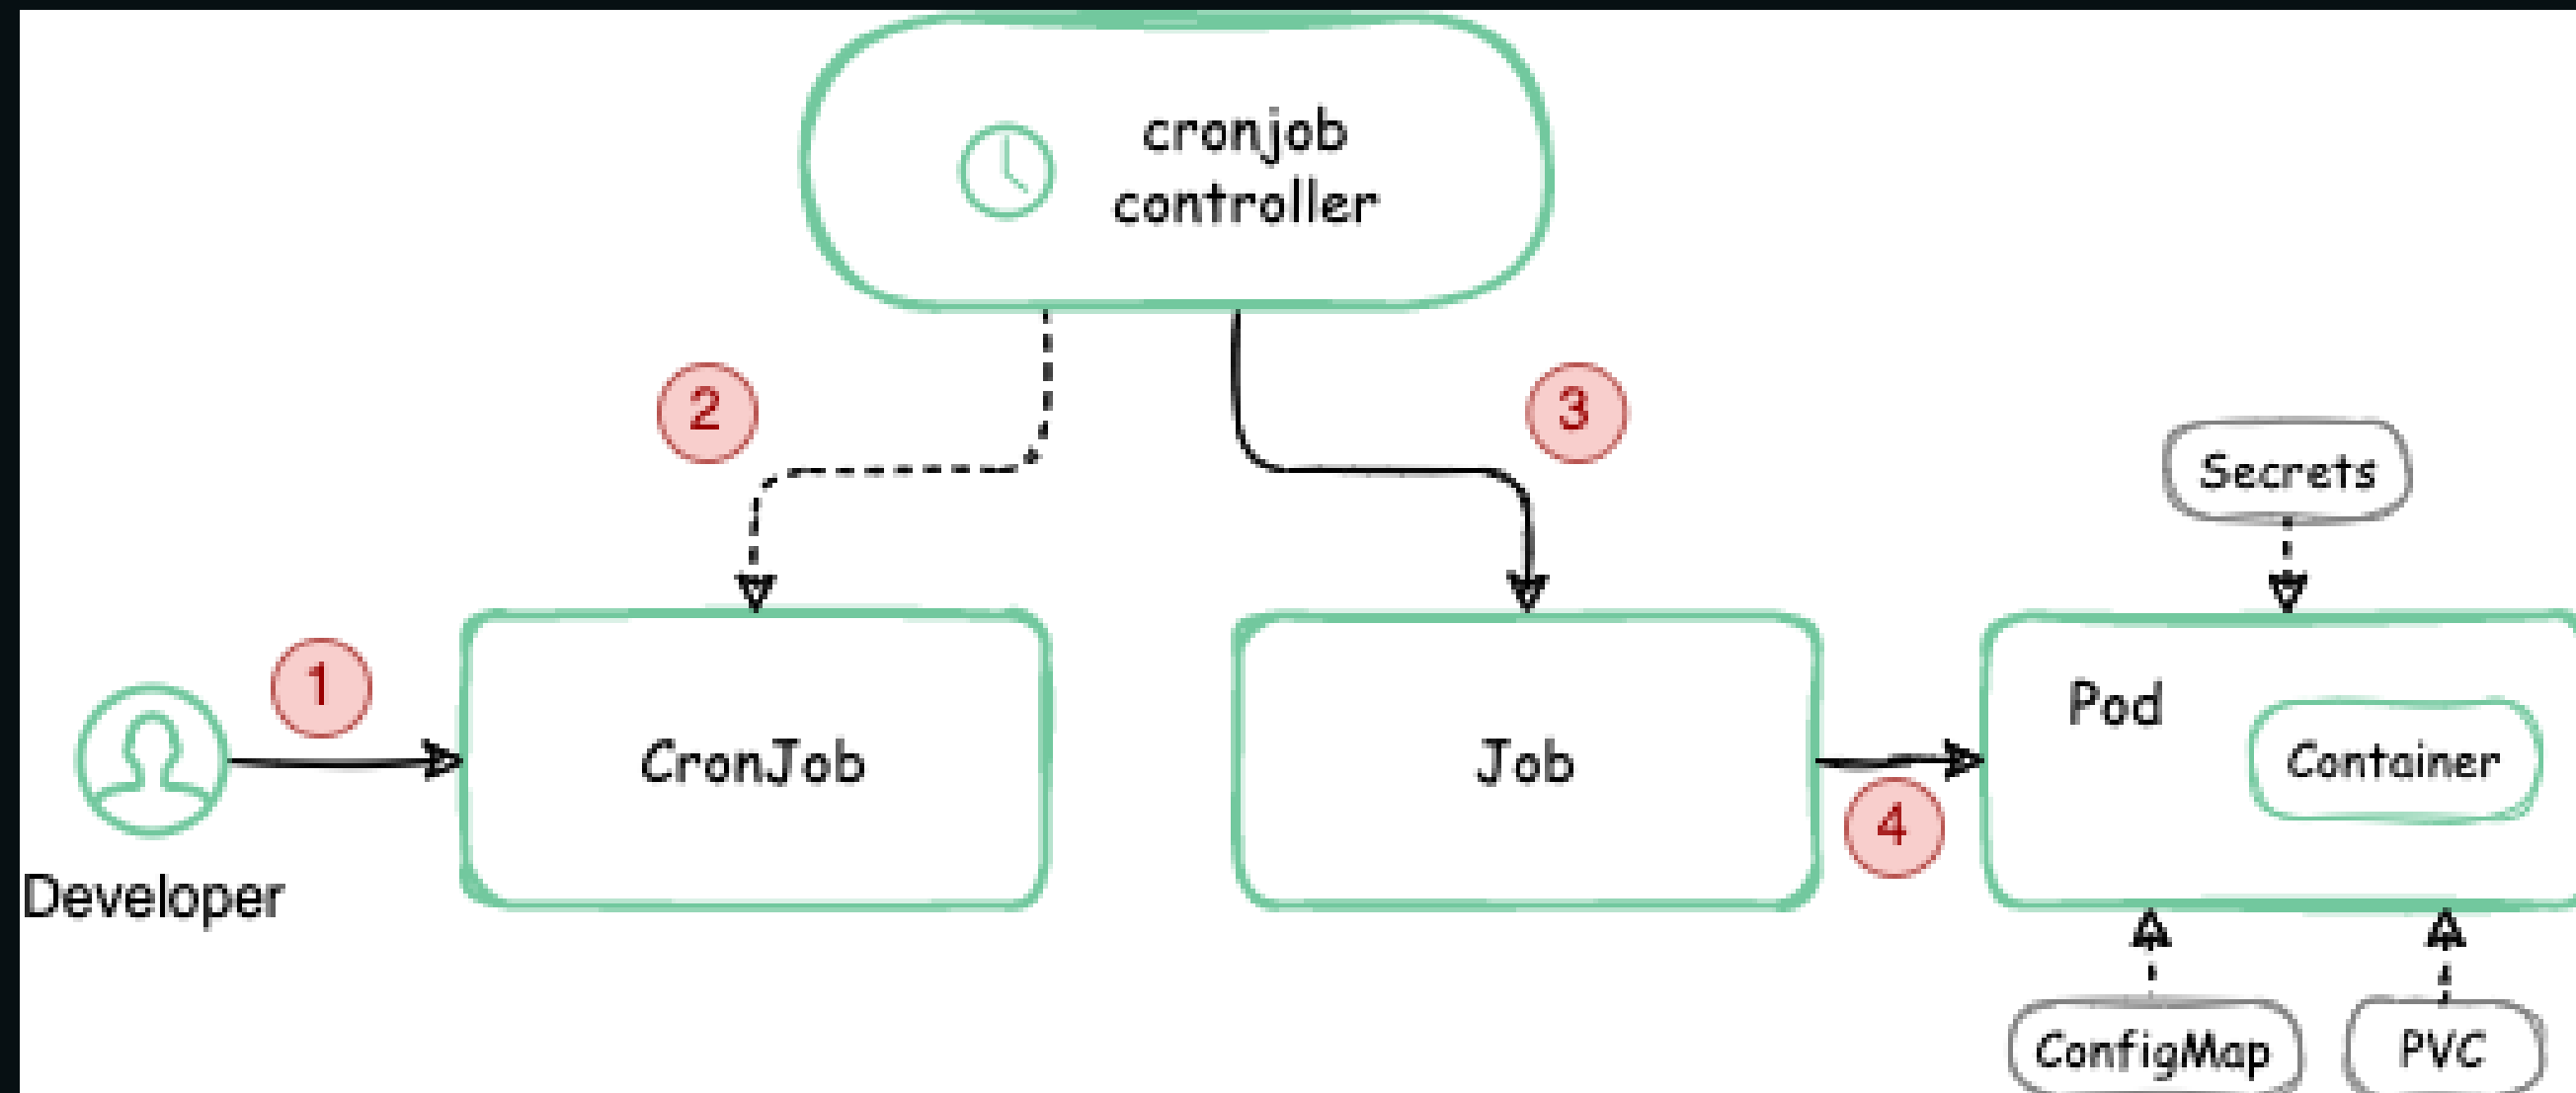 cronjob
controller
2
3
Secrets
1
Pod
CronJob
Job
Container
4
Developer
ConfigMap
PVC